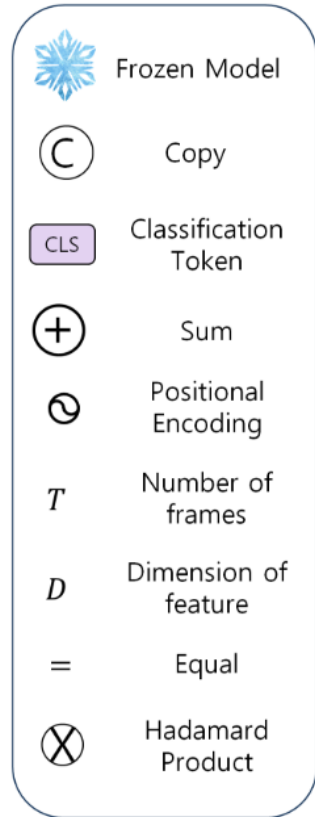 Frozen Model
C Copy
CLS Classification
Token
+ Sum
Positional
Encoding
T Number of
frames
D Dimension of
feature
= Equal
X Hadamard
Product